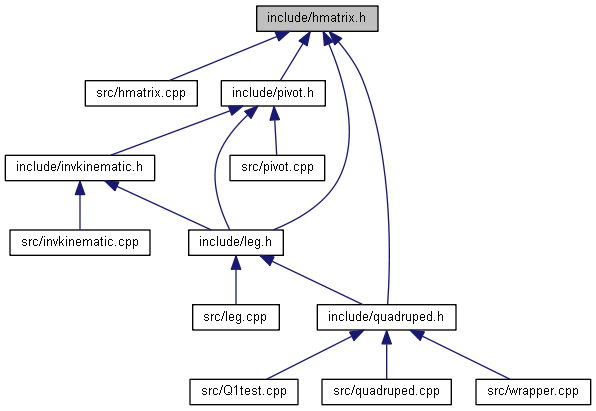 include/hmatrix.h
src/hmatrix.cpp
include/pivot.h
include/invkinematic.h
src/pivot.cpp
src/invkinematic.cpp
include/leg.h
src/leg.cpp
include/quadruped.h
src/Q1test.cpp
src/quadruped.cpp
src/wrapper.cpp